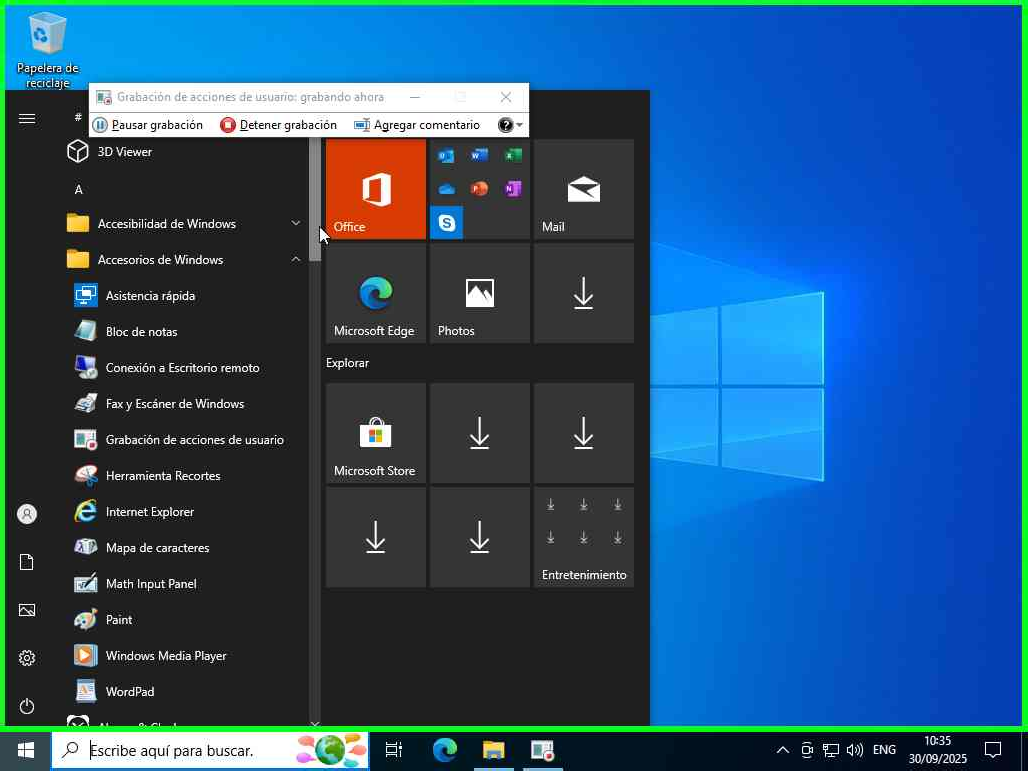 Papelera de
reciclaje
Grabación de acciones de usuario: grabando ahora
Pausar grabación
Detener grabación
Agregar comentario
#
3D Viewer
A
Accesibilidad de Windows
Accesorios de Windows
Asistencia rápida
Bloc de notas
Conexión a Escritorio remoto
Fax y Escáner de Windows
Grabación de acciones de usuario
Herramienta Recortes
Internet Explorer
Mapa de caracteres
Math Input Panel
Paint
Windows Media Player
WordPad
Office
Mail
Microsoft Edge
Photos
Explorar
Microsoft Store
Entretenimiento
Escribe aquí para buscar.
ENG
10:35
30/09/2025